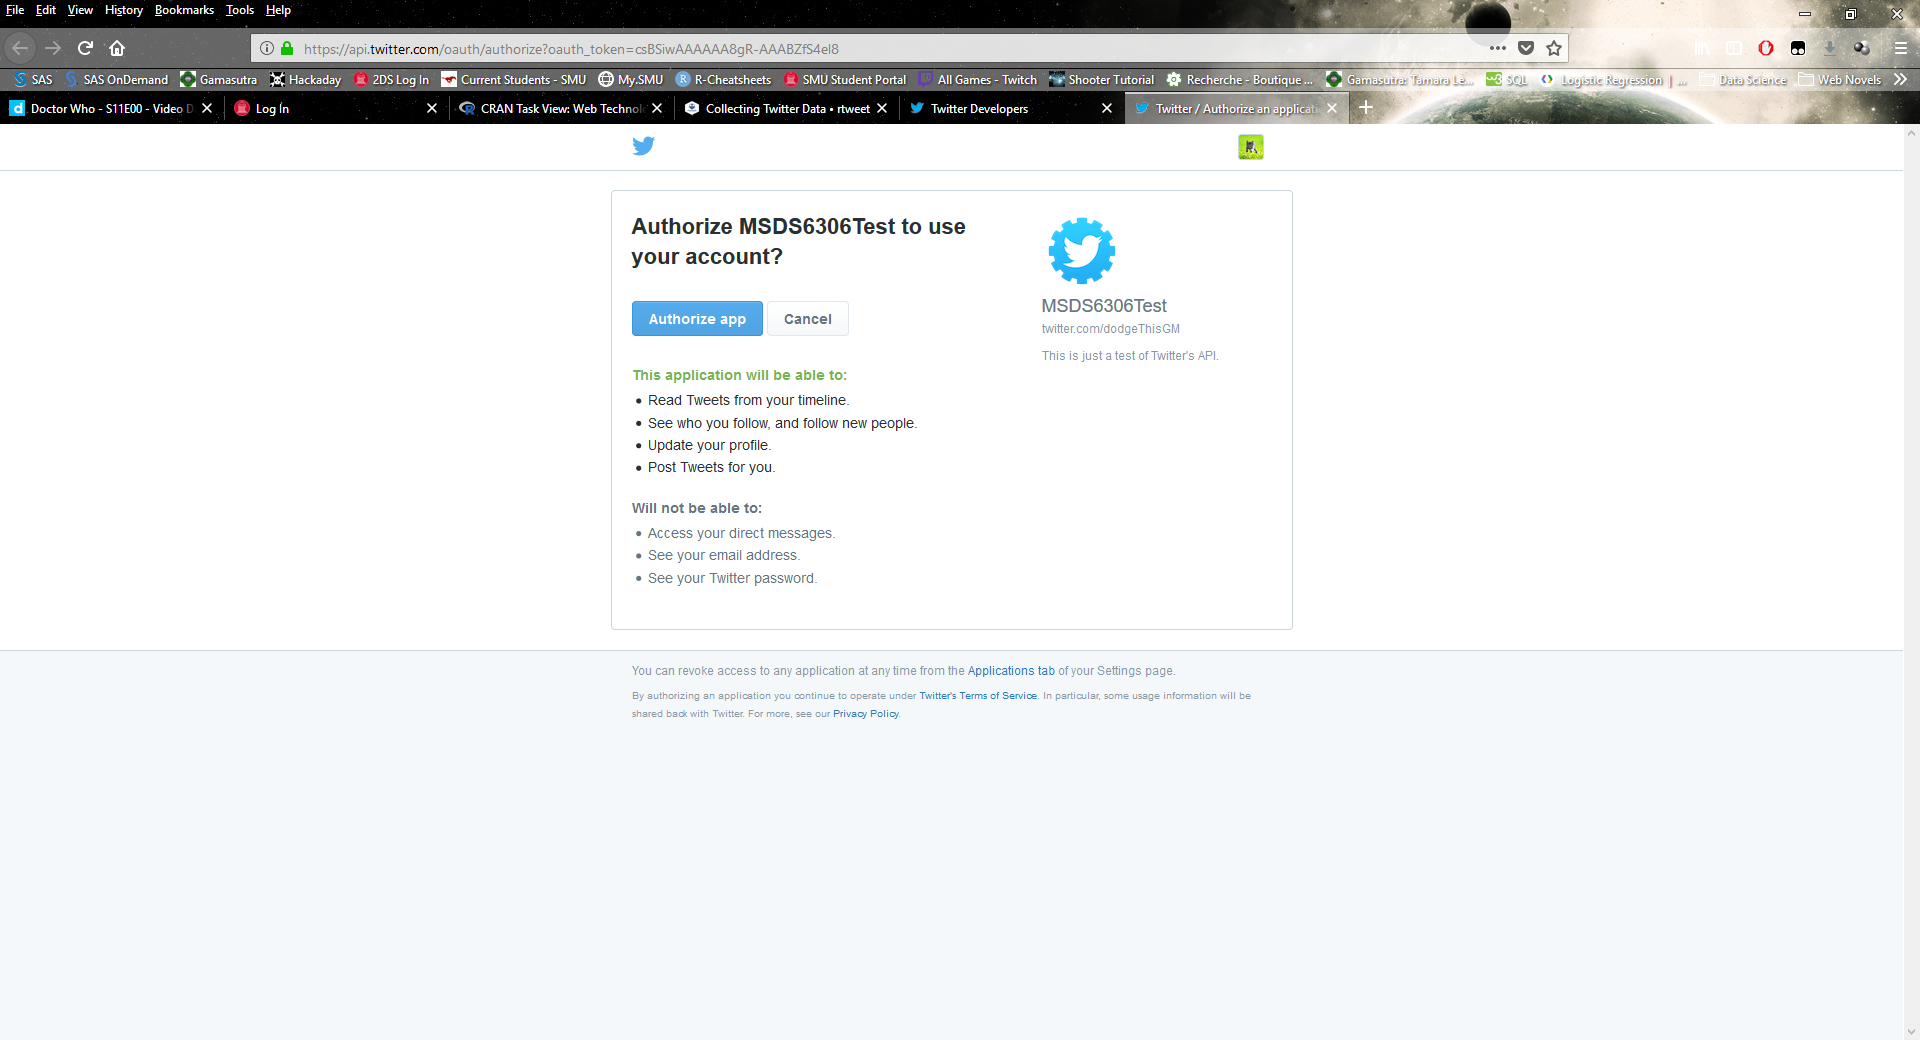 File Edit View History Bookmarks Tools Help
https://api.twitter.com/oauth/authorize?oauth_token=csBSiwAAAAAA8gR-AAABZfS4el8
SAS SAS OnDemand Gamasutra Hackaday 2DS Log In Current Students - SMU My.SMU R-Cheatsheets SMU Student Portal All Games - Twitch Shooter Tutorial Recherche - Boutique ... Gamasutra: Tamara Le... SQL Logistic Regression | ... Data Science Web Novels
Doctor Who - S11E00 - Video D Log In CRAN Task View: Web Technol Collecting Twitter Data • rtweet Twitter Developers Twitter / Authorize an applicati
Authorize MSDS6306Test to use
your account?
Authorize app Cancel
MSDS6306Test
twitter.com/dodgeThisGM
This is just a test of Twitter's API.
This application will be able to:
• Read Tweets from your timeline.
• See who you follow, and follow new people.
• Update your profile.
• Post Tweets for you.
Will not be able to:
• Access your direct messages.
• See your email address.
• See your Twitter password.
You can revoke access to any application at any time from the Applications tab of your Settings page.
By authorizing an application you continue to operate under Twitter's Terms of Service. In particular, some usage information will be
shared back with Twitter. For more, see our Privacy Policy.